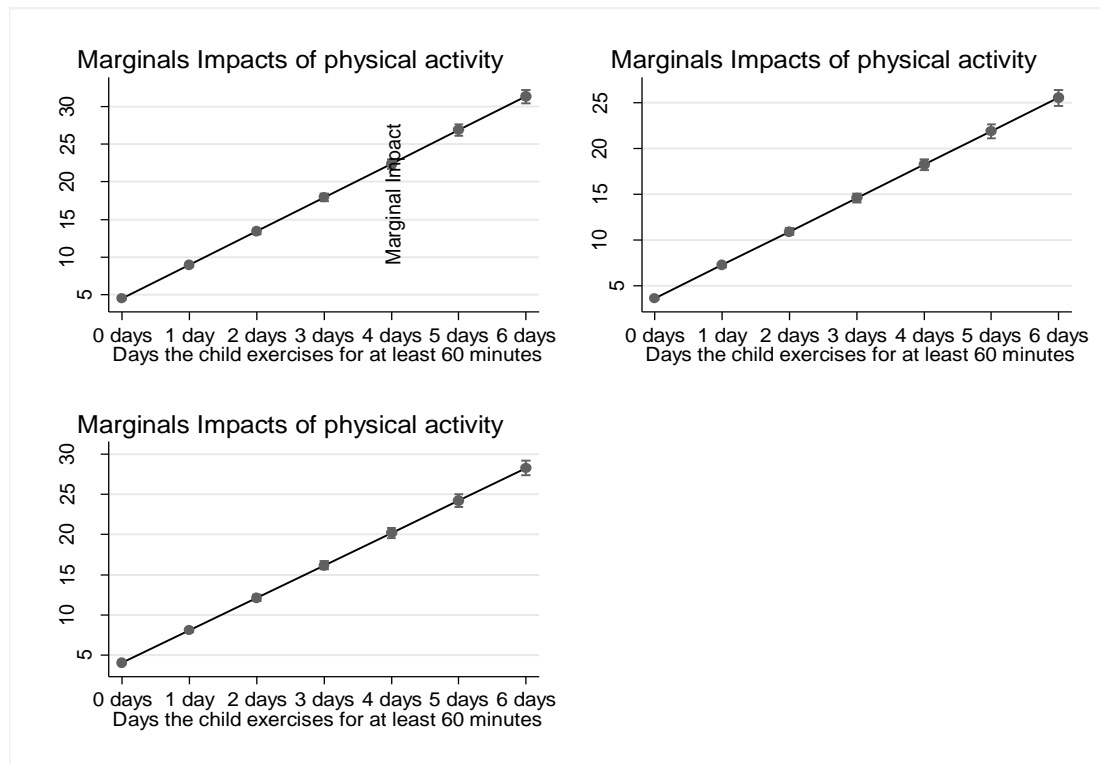 Marginals Impacts of physical activity
30
25
20
15
10
5
Marginal Impact
0 days 1 day 2 days 3 days 4 days 5 days 6 days
Days the child exercises for at least 60 minutes
Marginals Impacts of physical activity
25
20
15
10
5
0 days 1 day 2 days 3 days 4 days 5 days 6 days
Days the child exercises for at least 60 minutes
Marginals Impacts of physical activity
30
25
20
15
10
5
0 days 1 day 2 days 3 days 4 days 5 days 6 days
Days the child exercises for at least 60 minutes